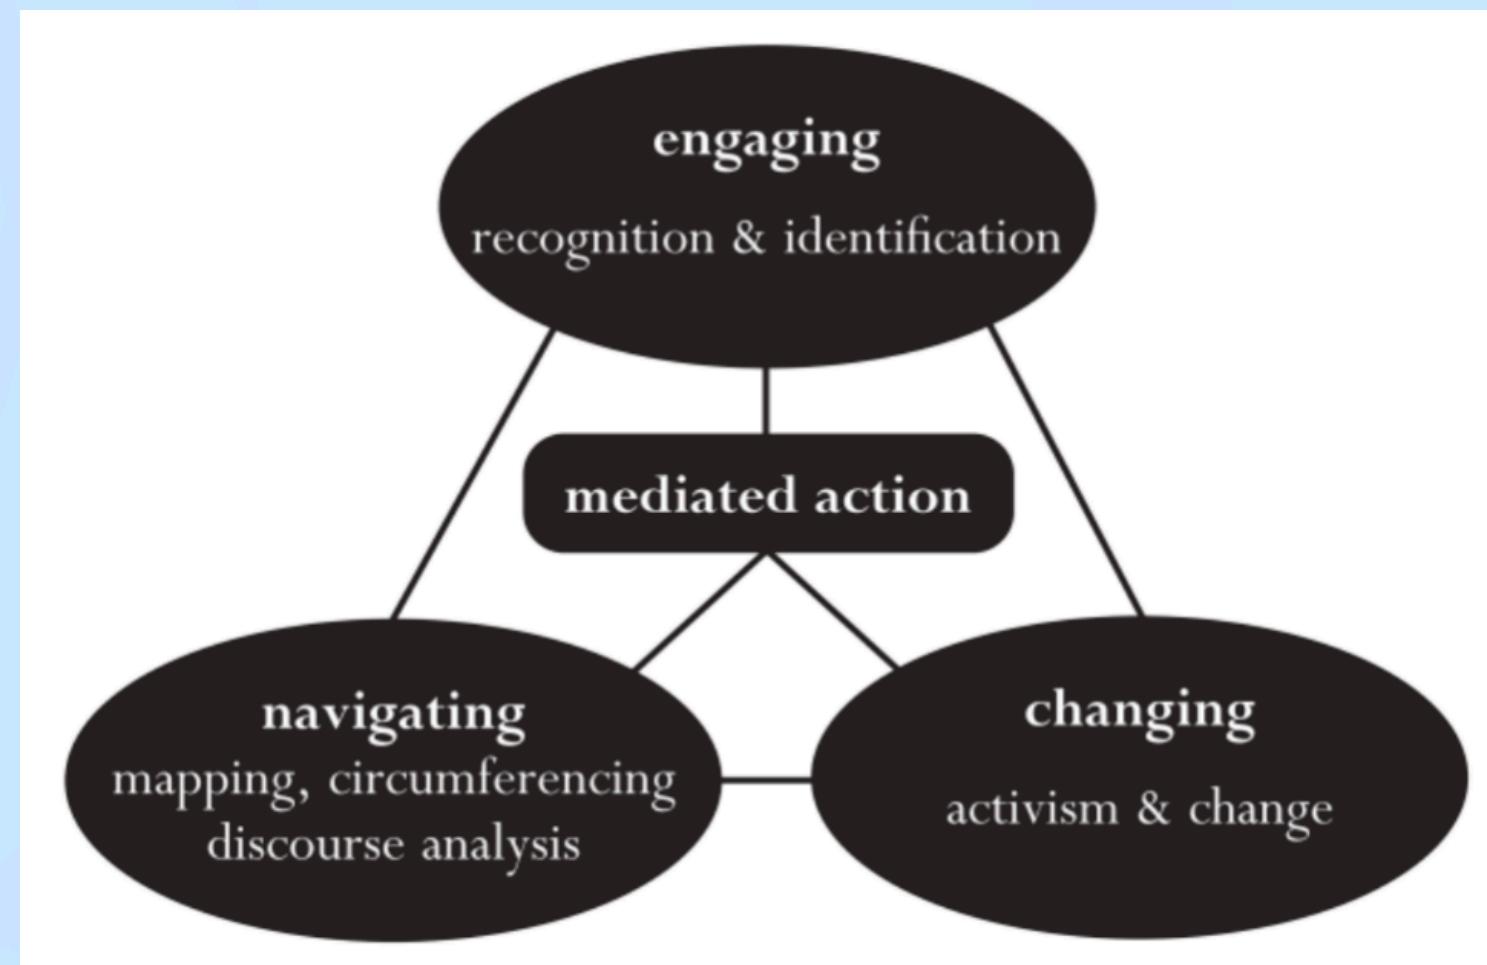 engaging
recognition & identification
mediated action
navigating
mapping, circumferencing
discourse analysis
changing
activism & change